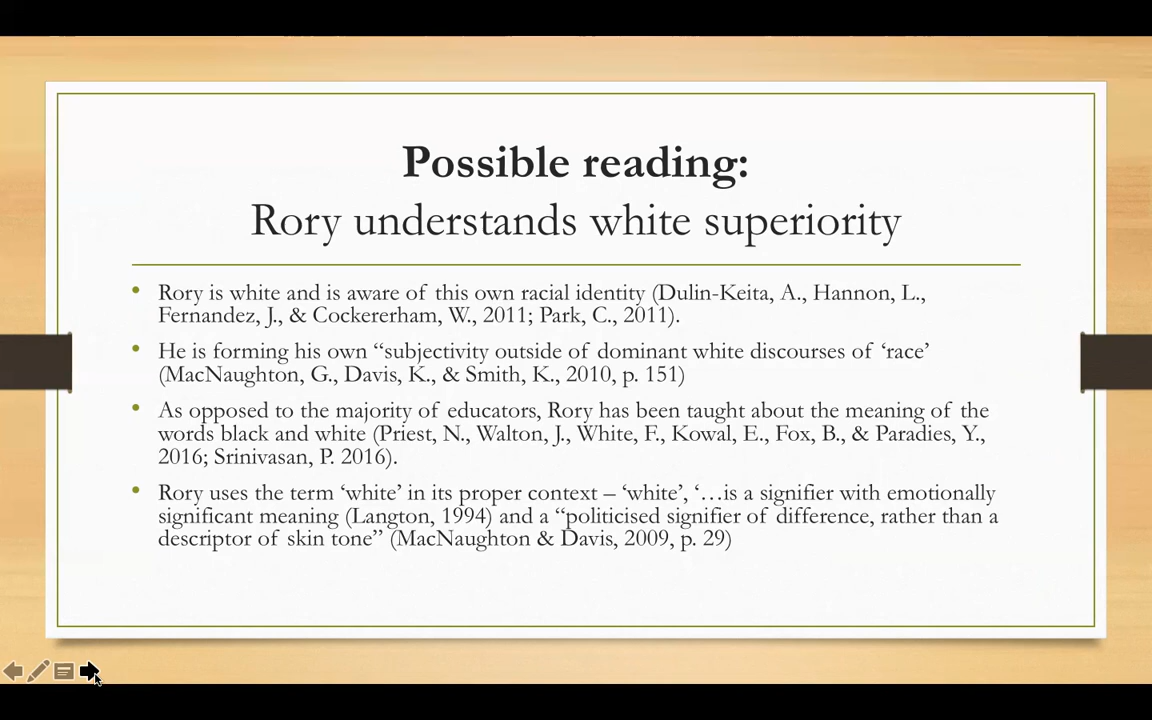 Possible reading:
Rory understands white superiority
• Rory is white and is aware of this own racial identity (Dulin-Keita, A., Hannon, L.,
Fernandez, J., & Cockererham, W., 2011; Park, C., 2011).
• He is forming his own “subjectivity outside of dominant white discourses of ‘race’
(MacNaughton, G., Davis, K., & Smith, K., 2010, p. 151)
• As opposed to the majority of educators, Rory has been taught about the meaning of the
words black and white (Priest, N., Walton, J., White, F., Kowal, E., Fox, B., & Paradies, Y.,
2016; Srinivasan, P. 2016).
• Rory uses the term ‘white’ in its proper context – ‘white’, ‘…is a signifier with emotionally
significant meaning (Langton, 1994) and a “politicised signifier of difference, rather than a
descriptor of skin tone” (MacNaughton & Davis, 2009, p. 29)